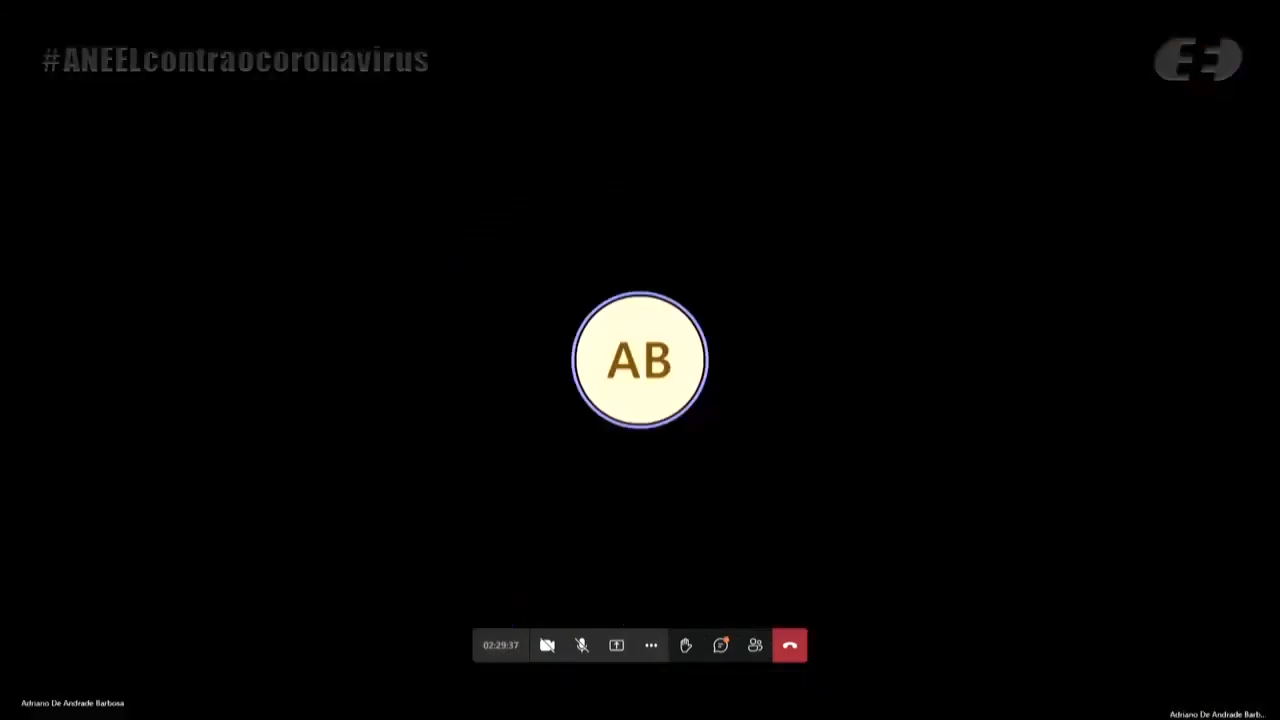 #ANEELcontraocoronavirus
AB
02:29:37
Adriano De Andrade Barbosa
Adriano De Andrade Barb...